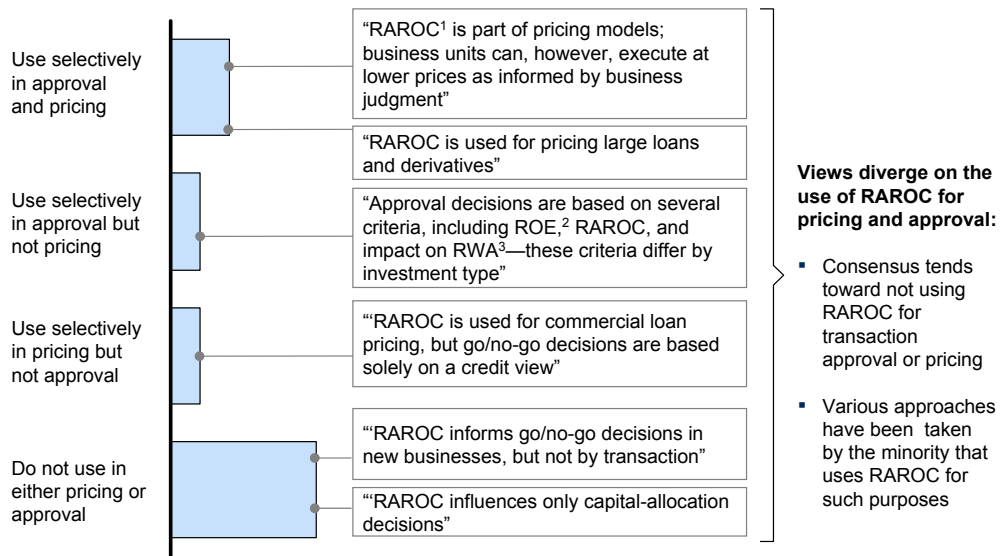 Use selectively
in approval
and pricing
“RAROC¹ is part of pricing models;
business units can, however, execute at
lower prices as informed by business
judgment”
“RAROC is used for pricing large loans
and derivatives”
Use selectively
in approval but
not pricing
“Approval decisions are based on several
criteria, including ROE,² RAROC, and
impact on RWA³—these criteria differ by
investment type”
Use selectively
in pricing but
not approval
“‘RAROC is used for commercial loan
pricing, but go/no-go decisions are based
solely on a credit view”
Do not use in
either pricing or
approval
“‘RAROC informs go/no-go decisions in
new businesses, but not by transaction”
“‘RAROC influences only capital-allocation
decisions”
Views diverge on the
use of RAROC for
pricing and approval:
▪ Consensus tends
toward not using
RAROC for
transaction
approval or pricing
▪ Various approaches
have been taken
by the minority that
uses RAROC for
such purposes